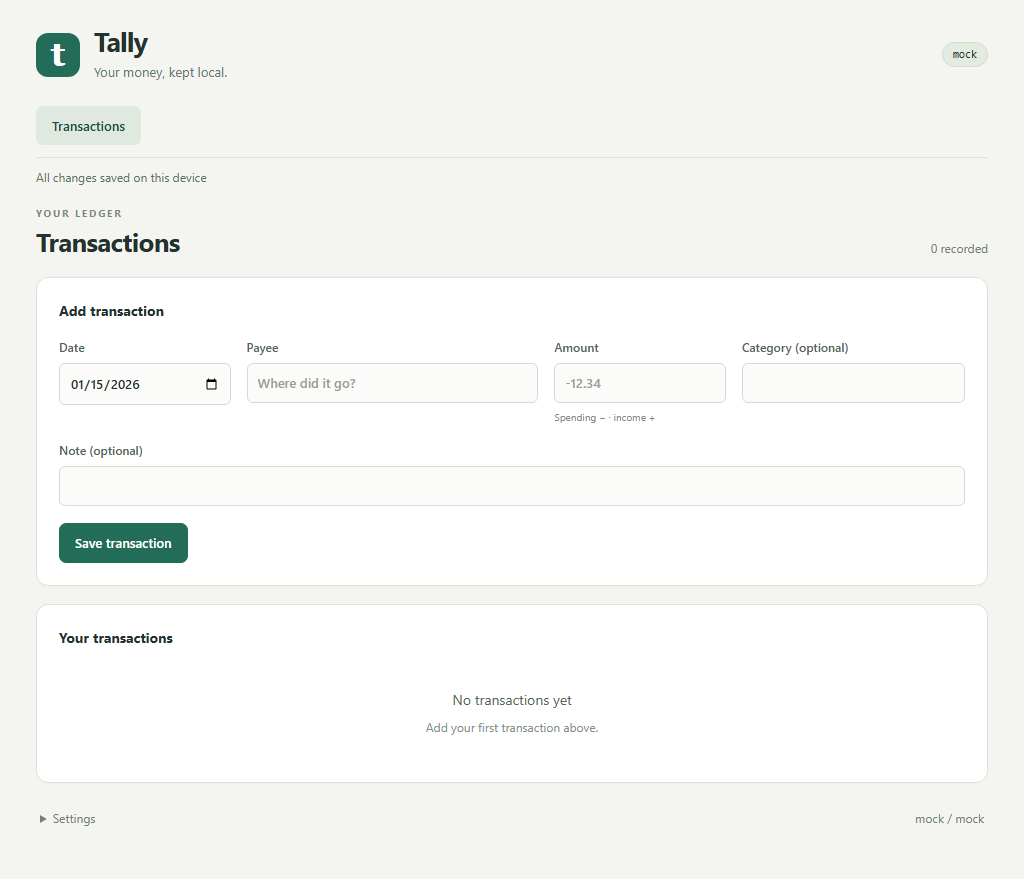 t
Tally
Your money, kept local.
mock
Transactions
All changes saved on this device
YOUR LEDGER
Transactions
0 recorded
Add transaction
Date
Payee
Amount
Category (optional)
01/15/2026
Where did it go?
-12.34
Spending − · income +
Note (optional)
Save transaction
Your transactions
No transactions yet
Add your first transaction above.
Settings
mock / mock